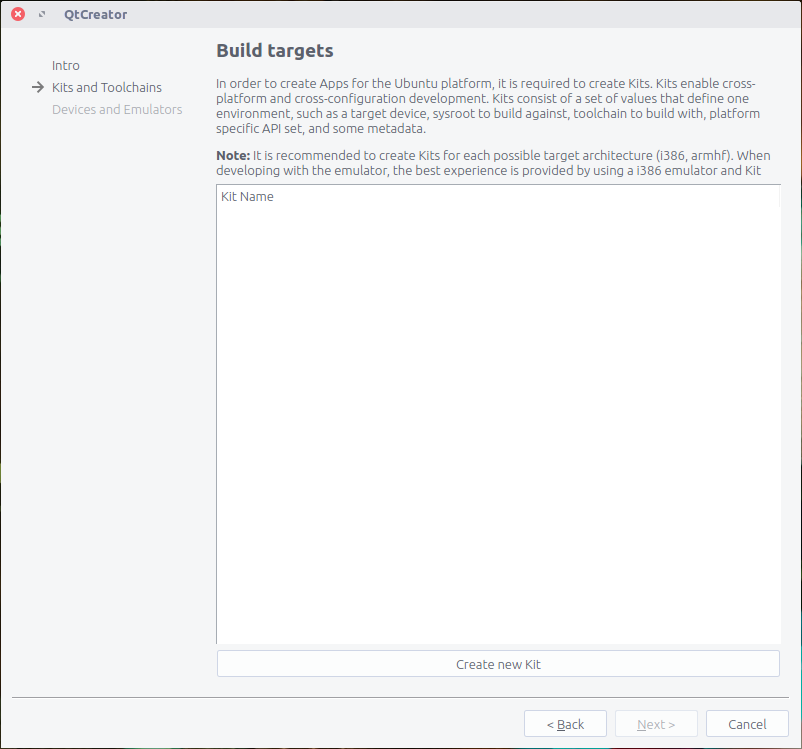 QtCreator
Intro
Kits and Toolchains
Devices and Emulators
Build targets
In order to create Apps for the Ubuntu platform, it is required to create Kits. Kits enable cross-
platform and cross-configuration development. Kits consist of a set of values that define one
environment, such as a target device, sysroot to build against, toolchain to build with, platform
specific API set, and some metadata.
Note: It is recommended to create Kits for each possible target architecture (i386, armhf). When
developing with the emulator, the best experience is provided by using a i386 emulator and Kit
Kit Name
Create new Kit
< Back Next > Cancel